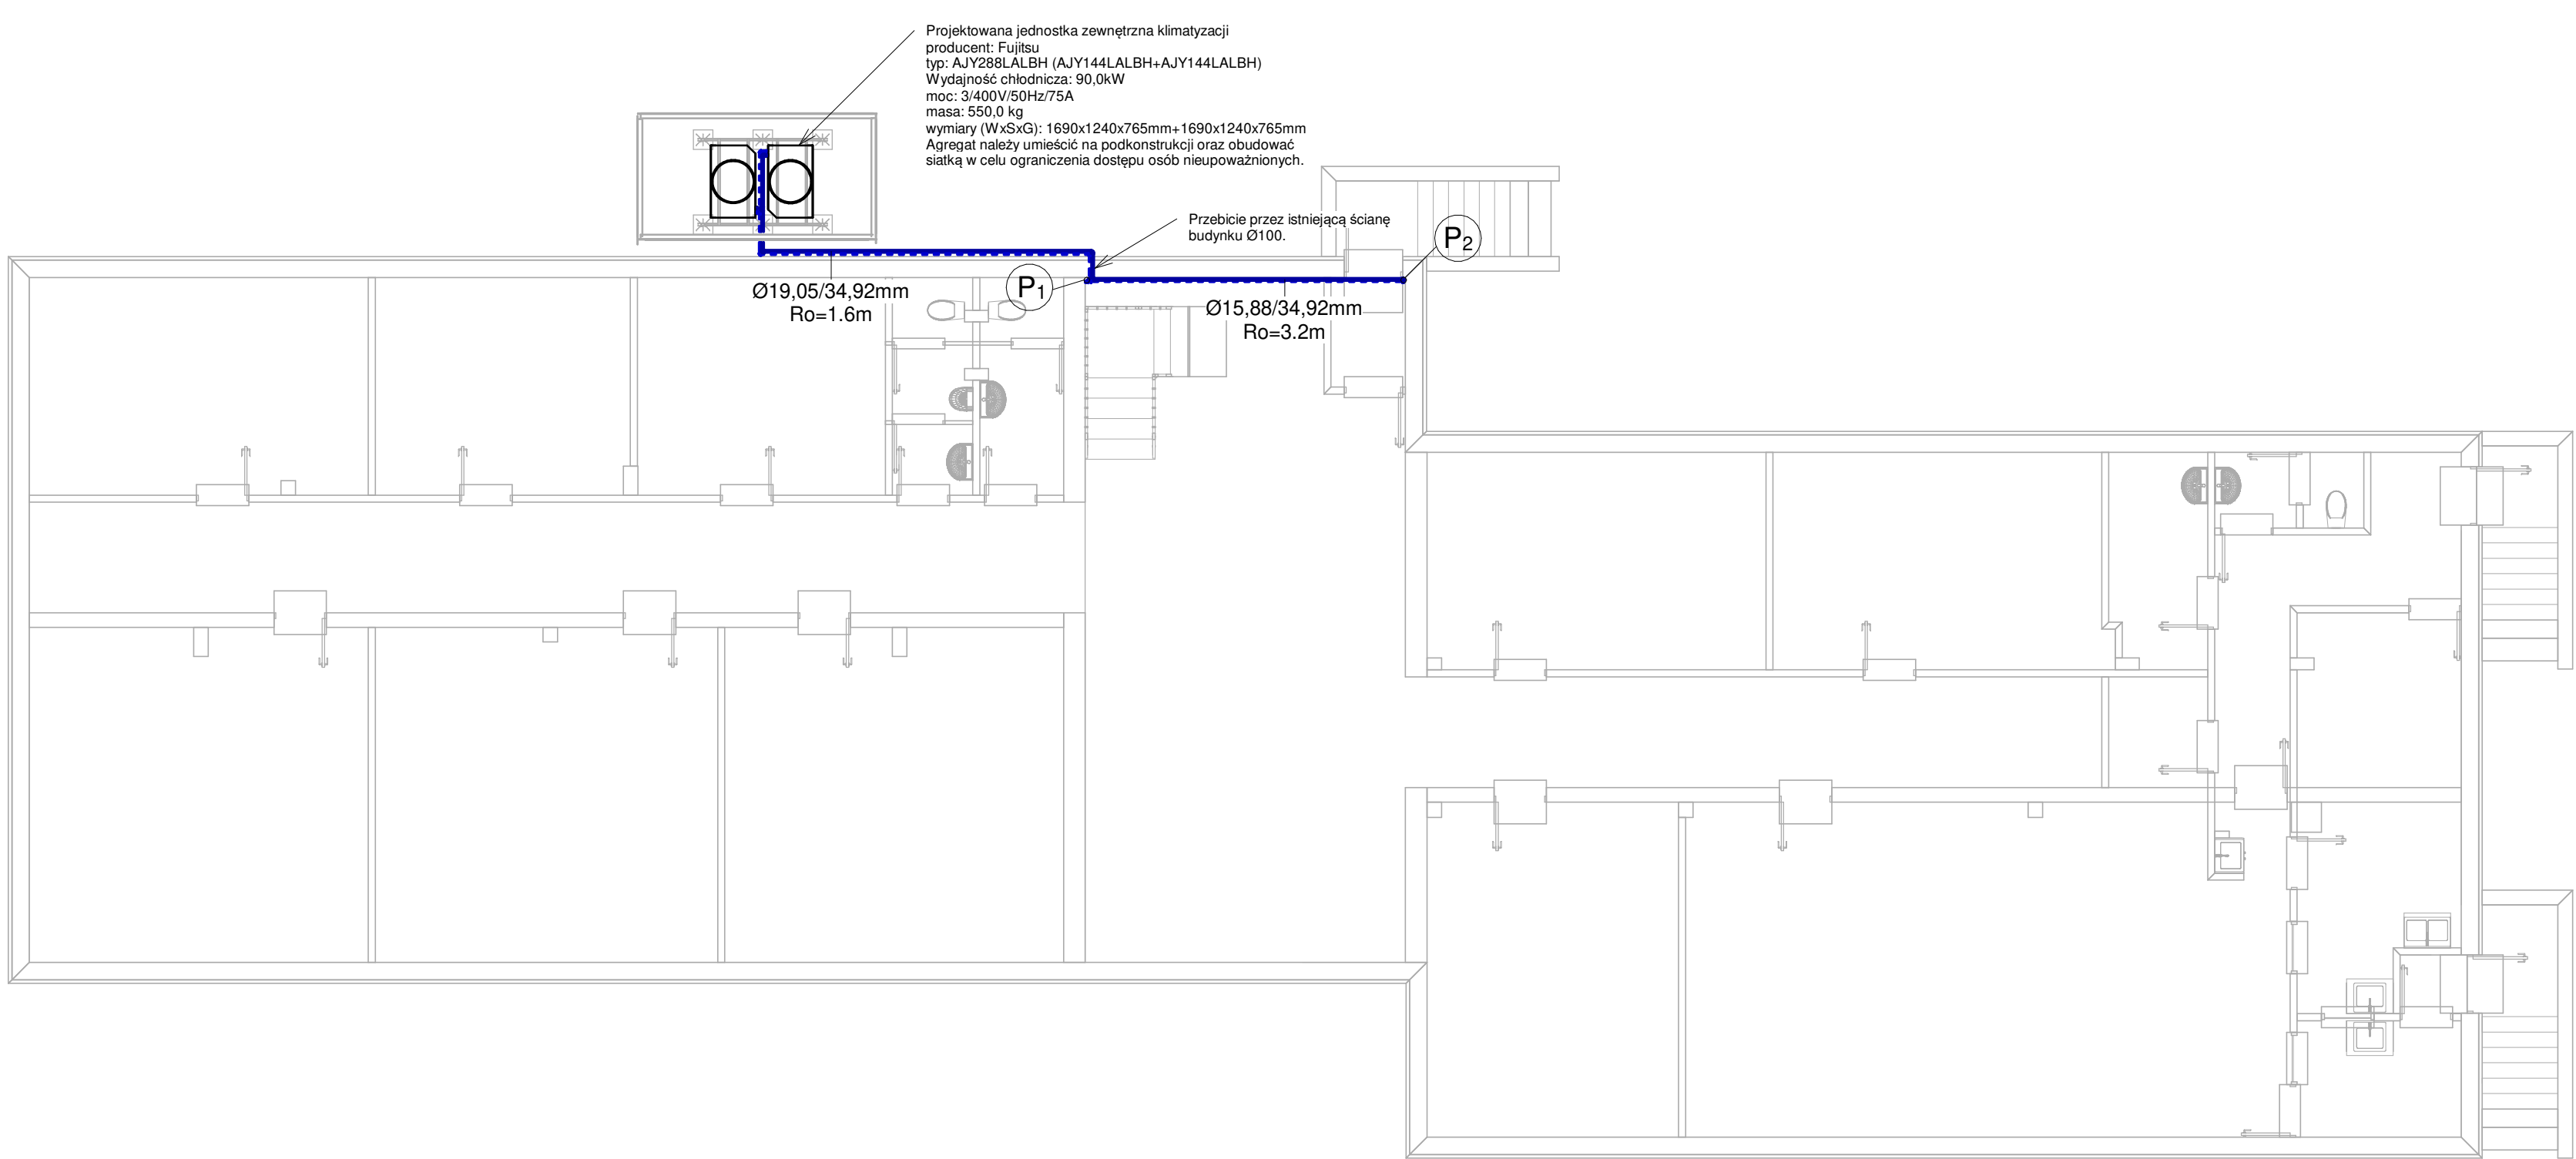 Projektowana jednostka zewnętrzna klimatyzacji
producent: Fujitsu
typ: AJY288LALBH (AJY144LALBH+AJY144LALBH)
Wydajność chłodnicza: 90,0kW
moc: 3/400V/50Hz/75A
masa: 550,0 kg
wymiary (WxSxG): 1690x1240x765mm+1690x1240x765mm
Agregat należy umieścić na podkonstrukcji oraz obudować
siatką w celu ograniczenia dostępu osób nieupoważnionych.
Przebicie przez istniejącą ścianę
budynku Ø100.
P2
P1
Ø19,05/34,92mm
Ro=1.6m
Ø15,88/34,92mm
Ro=3.2m